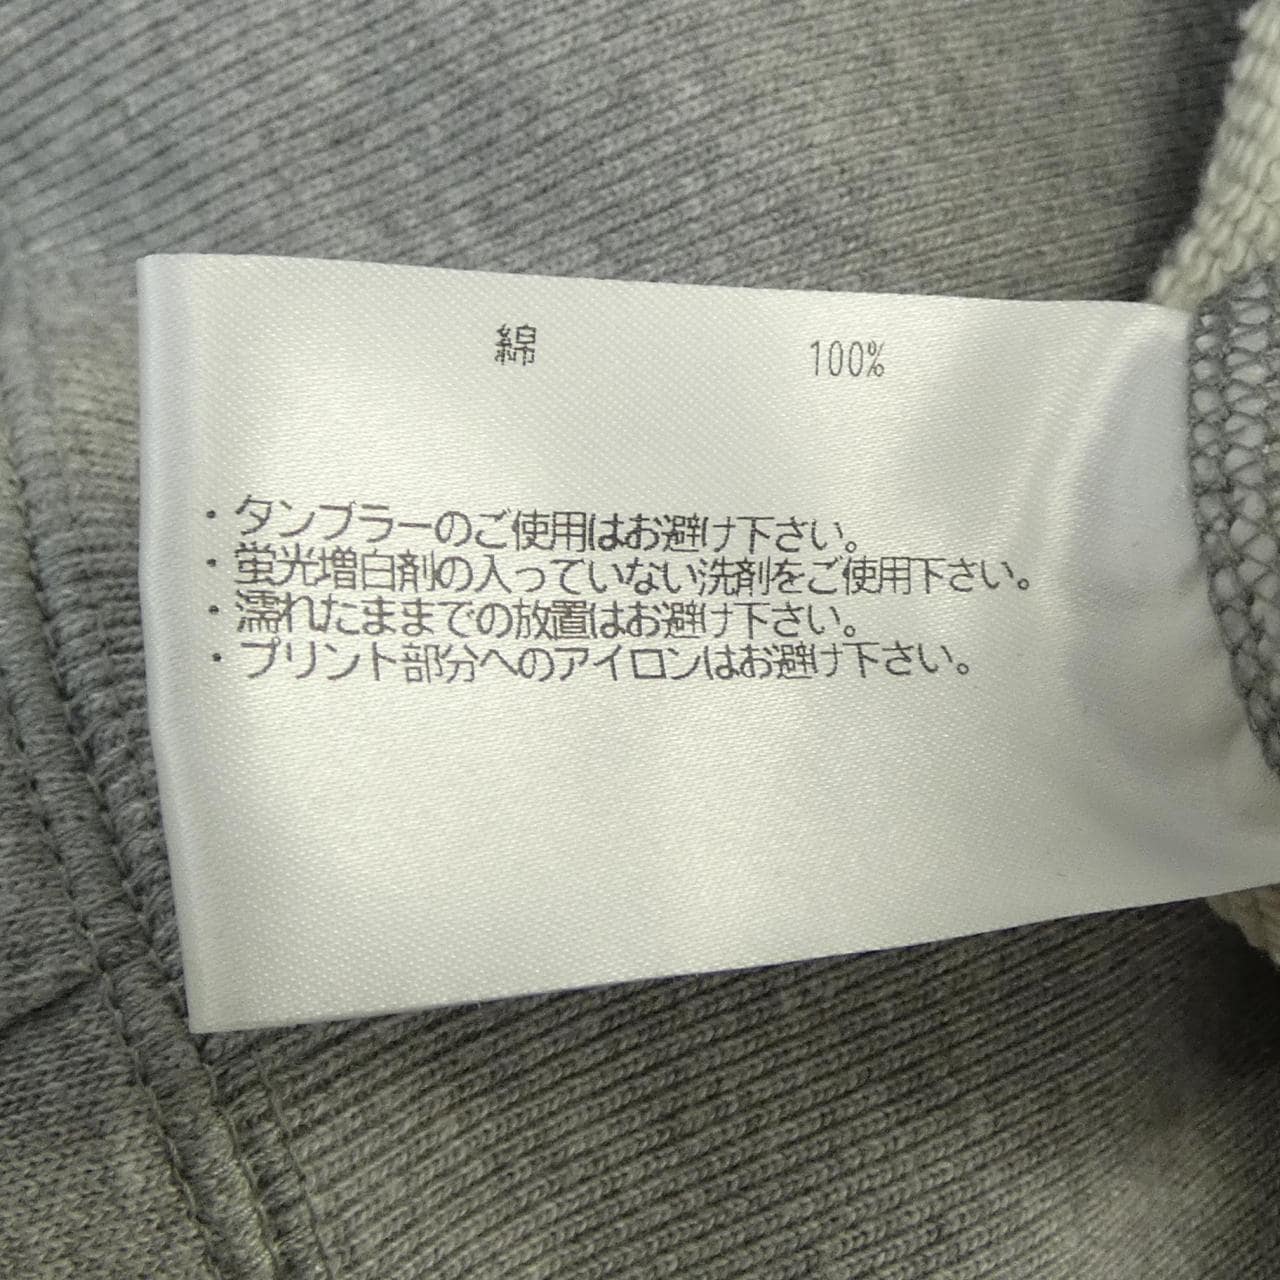 綿 100%
・タンブラーのご使用はお避け下さい。
・蛍光増白剤の入っていない洗剤をご使用下さい。
・濡れたままでの放置はお避け下さい。
・プリント部分へのアイロンはお避け下さい。